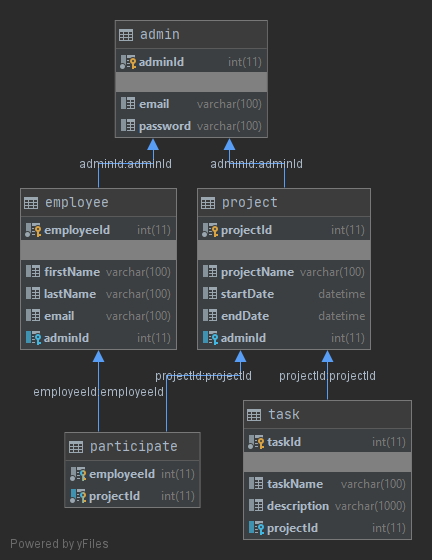 admin
adminId int(11)
email varchar(100)
password varchar(100)
adminId:adminId adminId:adminId
employee
employeeId int(11)
firstName varchar(100)
lastName varchar(100)
email varchar(100)
adminId int(11)
project
projectId int(11)
projectName varchar(100)
startDate datetime
endDate datetime
adminId int(11)
projectId:projectId projectId:projectId
employeeId:employeeId
participate
employeeId int(11)
projectId int(11)
task
taskId int(11)
taskName varchar(100)
description varchar(1000)
projectId int(11)
Powered by yFiles